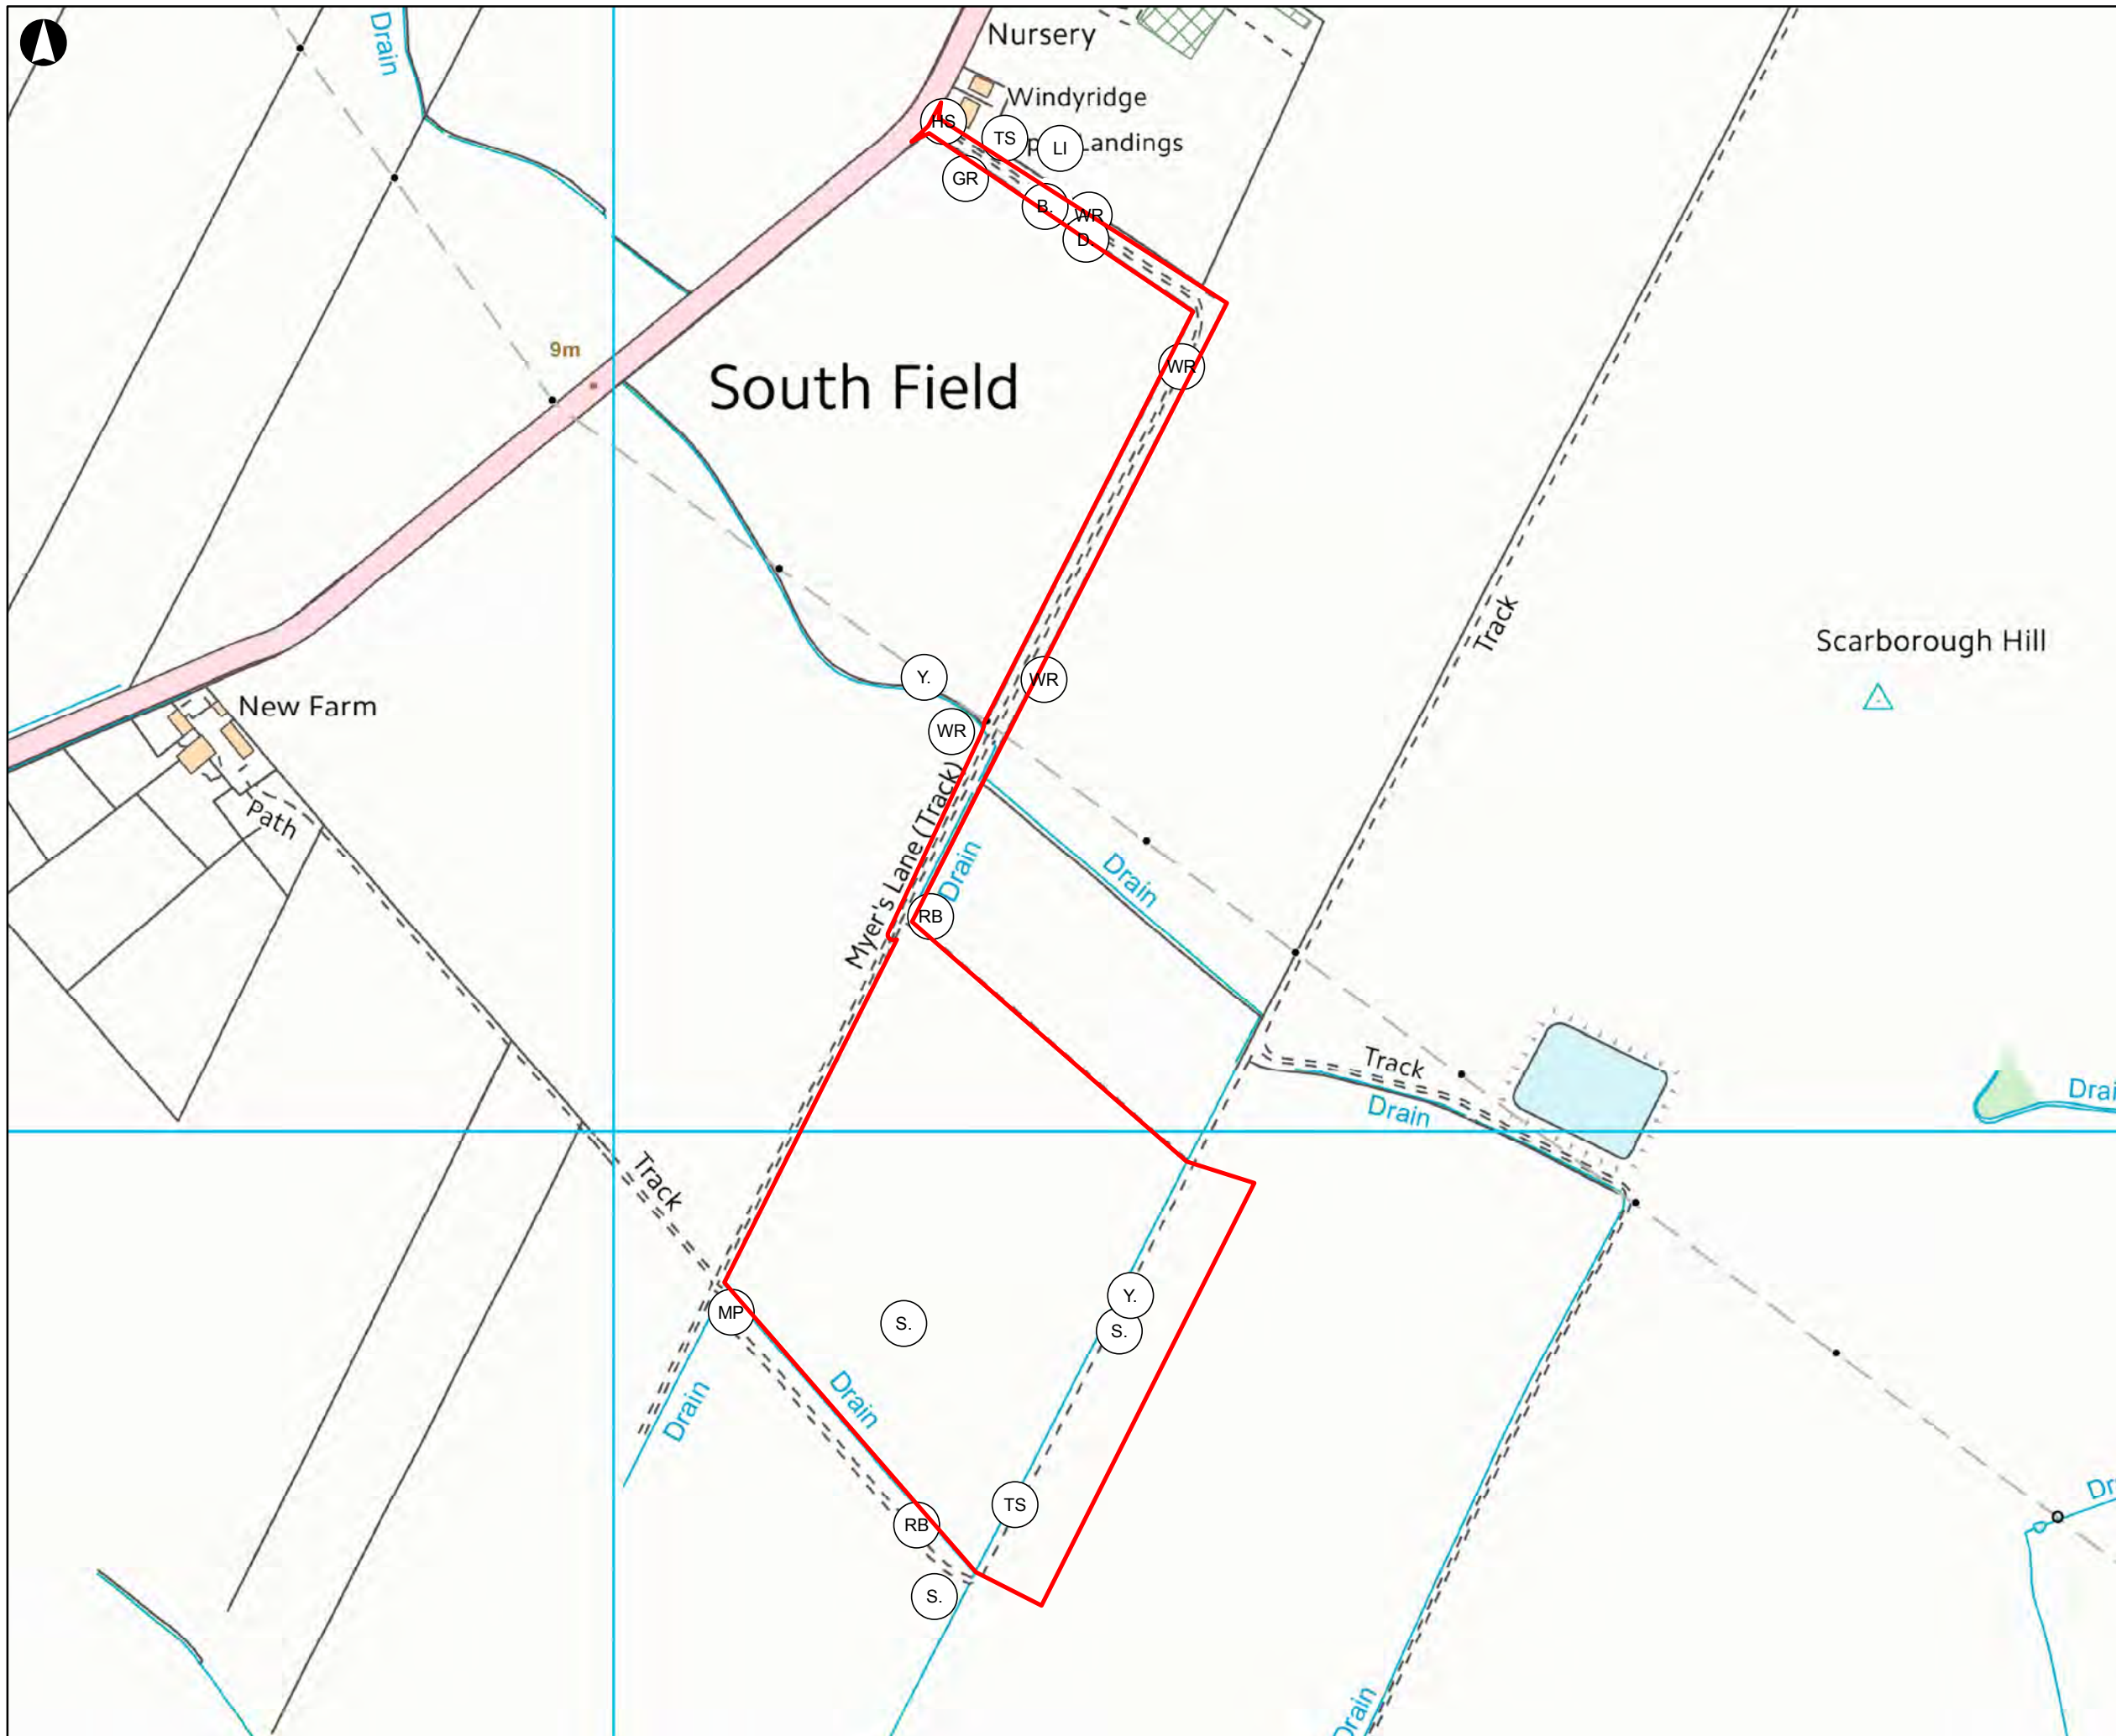 Drain
Nursery
Windyridge
HS
TS
LI
Landings
GR
B.
WR
D.
9m
WR
South Field
Track
Scarborough Hill
Y.
WR
New Farm
WR
Path
Myer's Lane (Track)
Drain
Drain
RB
Track
Drain
Drai
Track
Y.
MP
S.
S.
Drain
Drain
Dr
TS
RB
S.
Drain